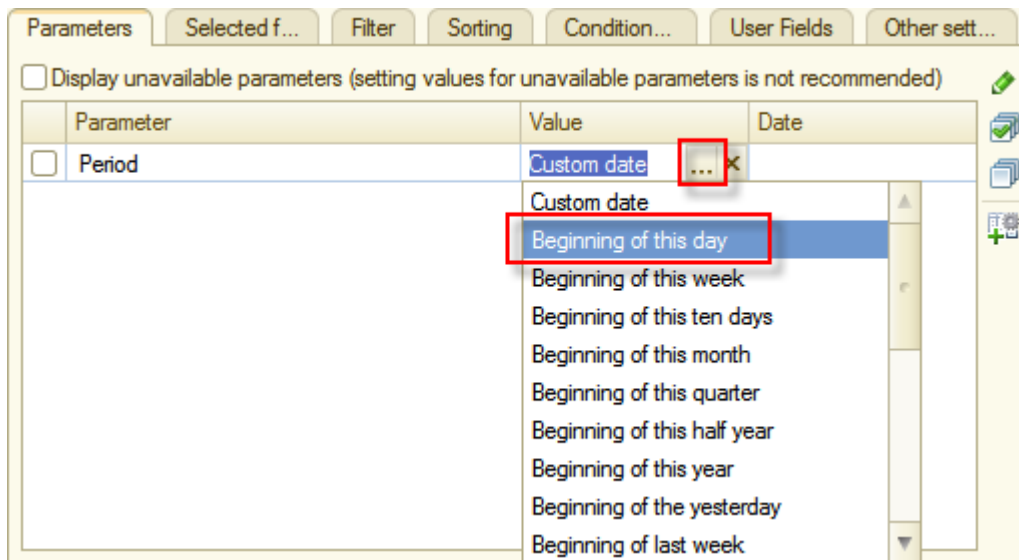 Parameters Selected f... Filter Sorting Condition... User Fields Other sett...
Display unavailable parameters (setting values for unavailable parameters is not recommended)
Parameter Value Date
Period Custom date ... ×
Custom date
Beginning of this day
Beginning of this week
Beginning of this ten days
Beginning of this month
Beginning of this quarter
Beginning of this half year
Beginning of this year
Beginning of the yesterday
Beginning of last week